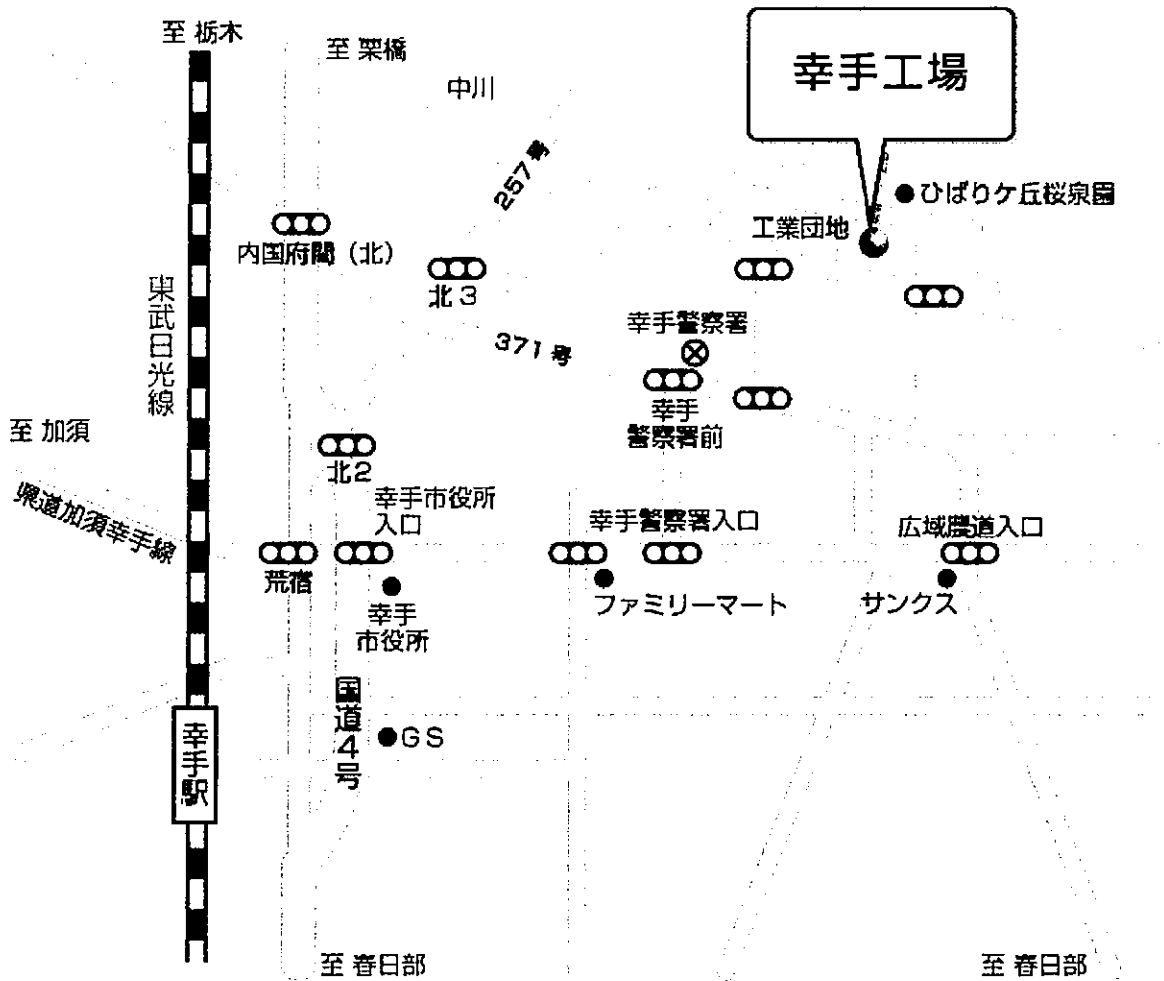 至 栃木
至 栗橋
中川
幸手工場
257号
ひばりケ丘桜泉園
工業団地
内国府間（北）
北3
東武日光線
幸手警察署
371号
幸手
警察署前
至 加須
北2
県道加須幸手線
幸手市役所
入口
幸手警察署入口
広域農道入口
荒宿
幸手
市役所
ファミリーマート
サンクス
国道4号
GS
幸手駅
至 春日部
至 春日部